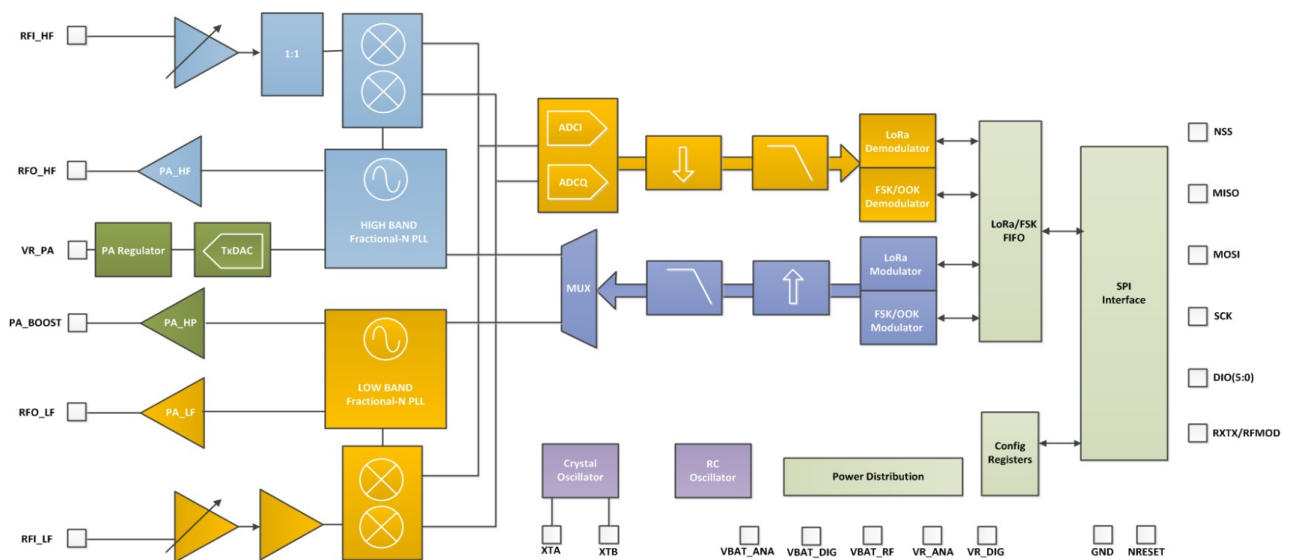 RFI_HF
1:1
RFO_HF
PA_HF
HIGH BAND
Fractional-N PLL
VR_PA
PA Regulator
TxDAC
PA_BOOST
PA_HP
LOW BAND
Fractional-N PLL
RFO_LF
PA_LF
RFI_LF
ADCI
ADCQ
MUX
LoRa
Demodulator
FSK/OOK
Demodulator
LoRa
Modulator
FSK/OOK
Modulator
LoRa/FSK
FIFO
SPI
Interface
NSS
MISO
MOSI
SCK
DIO(5:0)
RXTX/RFMOD
Crystal
Oscillator
RC
Oscillator
Power Distribution
Config
Registers
XTA
XTB
VBAT_ANA
VBAT_DIG
VBAT_RF
VR_ANA
VR_DIG
GND
NRESET